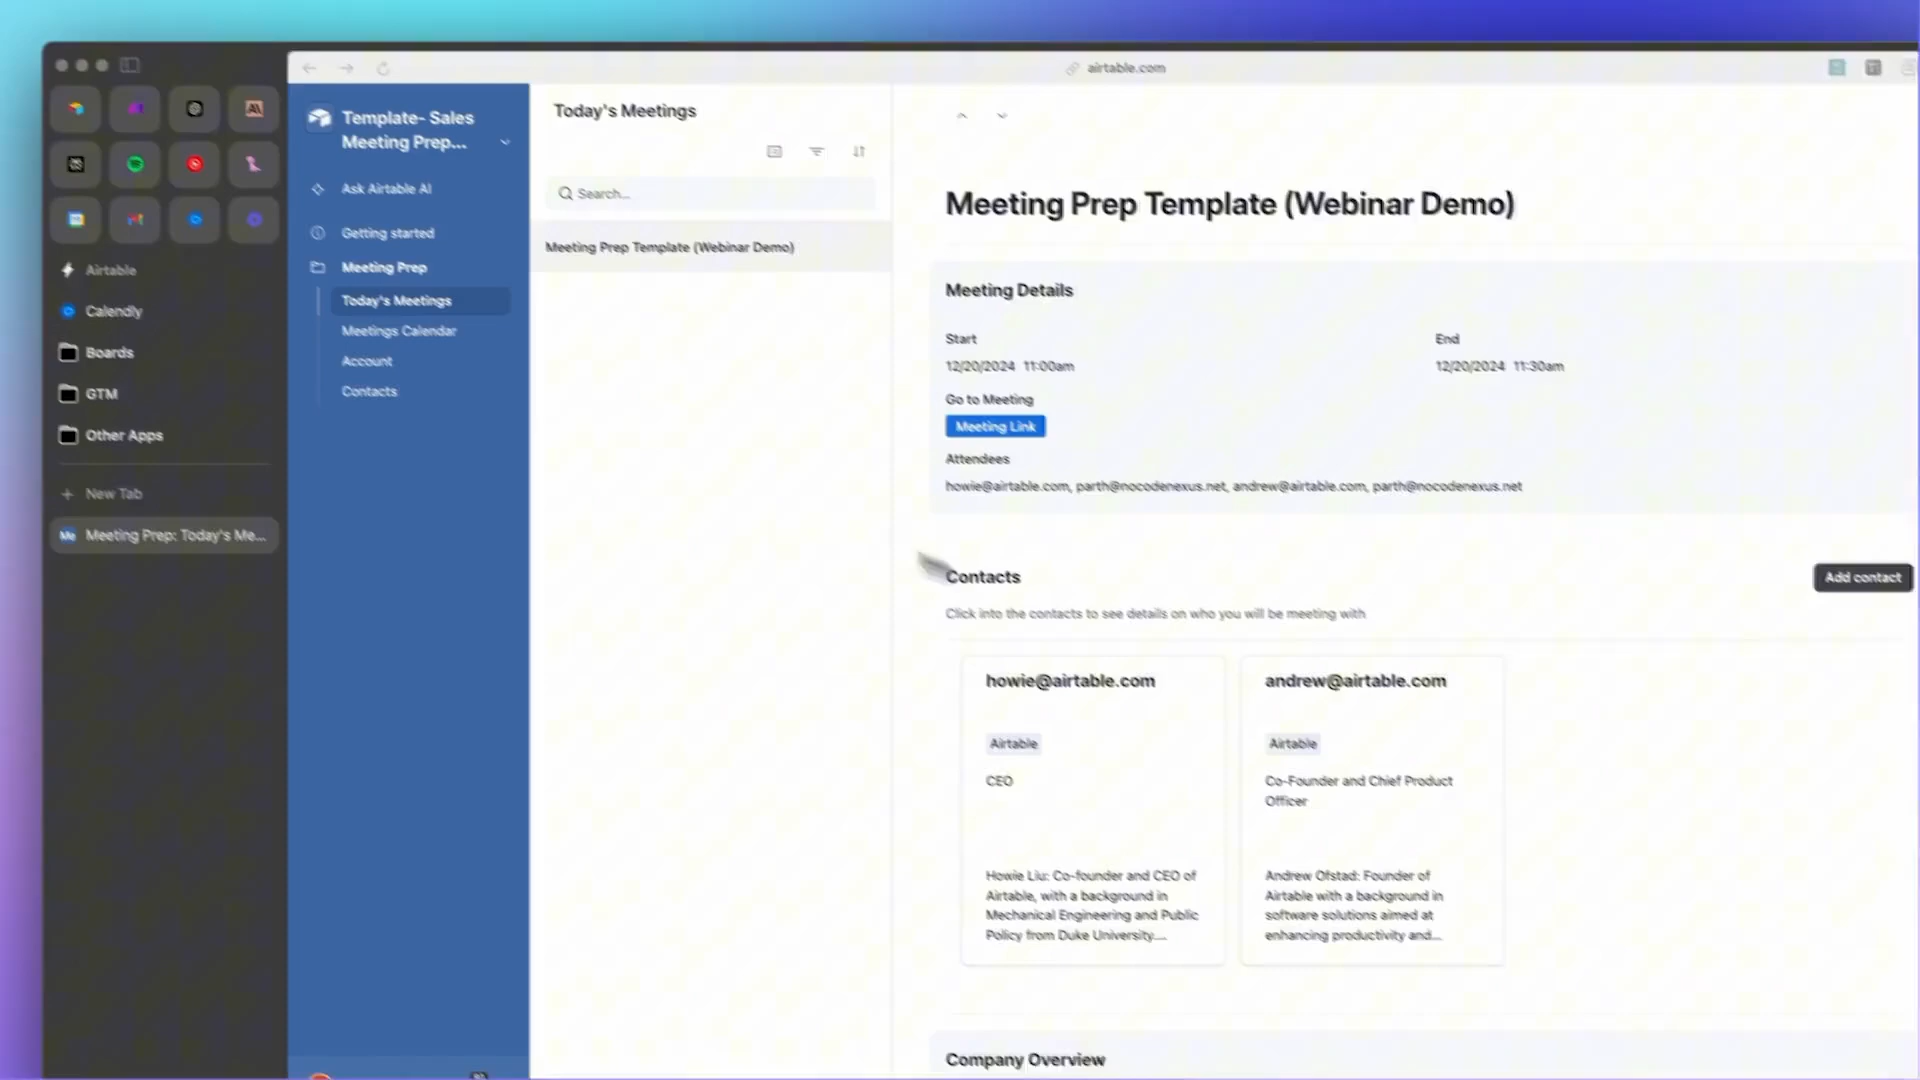 airtable.com
Airtable
Calendly
Boards
GTM
Other Apps
New Tab
Me Meeting Prep: Today's Me...
Template- Sales
Meeting Prep...
Ask Airtable AI
Getting started
Meeting Prep
Today's Meetings
Meetings Calendar
Account
Contacts
Today's Meetings
Search...
Meeting Prep Template (Webinar Demo)
Meeting Prep Template (Webinar Demo)
Meeting Details
Start
End
12/20/2024 11:00am
12/20/2024 11:30am
Go to Meeting
Meeting Link
Attendees
howie@airtable.com, parth@nocodenexus.net, andrew@airtable.com, parth@nocodenexus.net
Contacts
Add contact
Click into the contacts to see details on who you will be meeting with
howie@airtable.com
Airtable
CEO
Howie Liu: Co-founder and CEO of
Airtable, with a background in
Mechanical Engineering and Public
Policy from Duke University....
andrew@airtable.com
Airtable
Co-Founder and Chief Product
Officer
Andrew Ofstad: Founder of
Airtable with a background in
software solutions aimed at
enhancing productivity and...
Company Overview